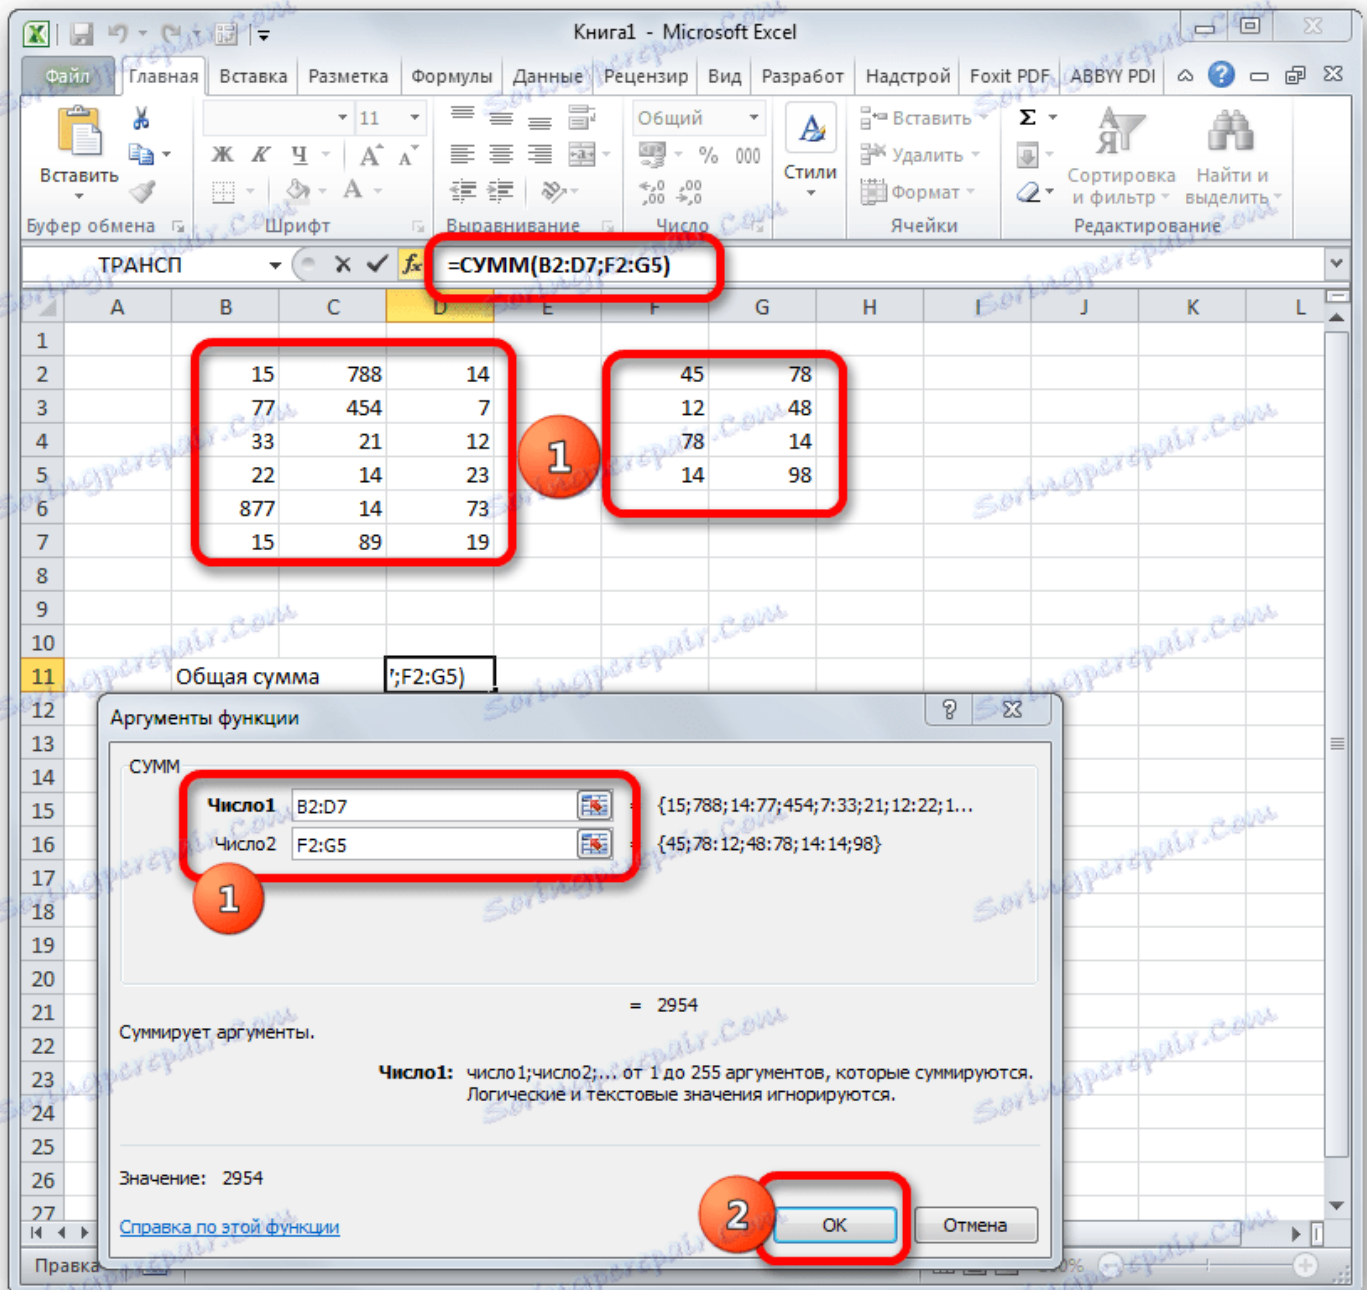 Книга1 - Microsoft Excel
Файл Главная Вставка Разметка Формулы Данные Рецензир Вид Разработ Надстрой Foxit PDF ABBYY PDI
11 Общий Σ
Ж К Ч А А % 000 Стили
Вставить А
Вставить Удалить Формат
Сортировка и фильтр Найти и выделить
Буфер обмена Шрифт Выравнивание Число Ячейки Редактирование
ТРАНСП fx =СУММ(B2:D7;F2:G5)
A B C D E F G H I J K L
1
2 15 788 14 45 78
3 77 454 7 12 48
4 33 21 12 78 14
5 22 14 23 14 98
6 877 14 73
7 15 89 19
1
8
9
10
11 Общая сумма ';F2:G5)
12
13
14
15
16
17
18
19
20
21
22
23
24
25
26
27
Аргументы функции
СУММ
Число1 B2:D7 = {15;788;14:77;454;7:33;21;12:22;1...
Число2 F2:G5 = {45;78:12;48:78;14:14;98}
1
= 2954
Суммирует аргументы.
Число1: число1;число2;... от 1 до 255 аргументов, которые суммируются.
Логические и текстовые значения игнорируются.
Значение: 2954
Справка по этой функции
2
ОК Отмена
Правка
Soringpcrepair.com